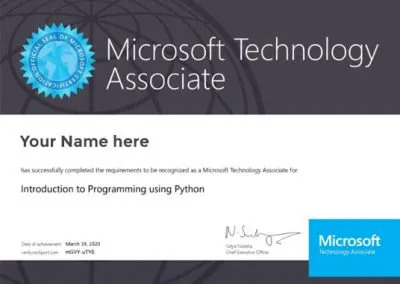 OFFICIAL SEAL OF MICROSOFT CERTIFICATION
Microsoft Technology
Associate
Your Name here
has successfully completed the requirements to be recognized as a Microsoft Technology Associate for
Introduction to Programming using Python
Date of achievement: March 19, 2020
verify.certiport.com: mGVY-uTVE
Satya Nadella
Chief Executive Officer
Microsoft
Technology Associate